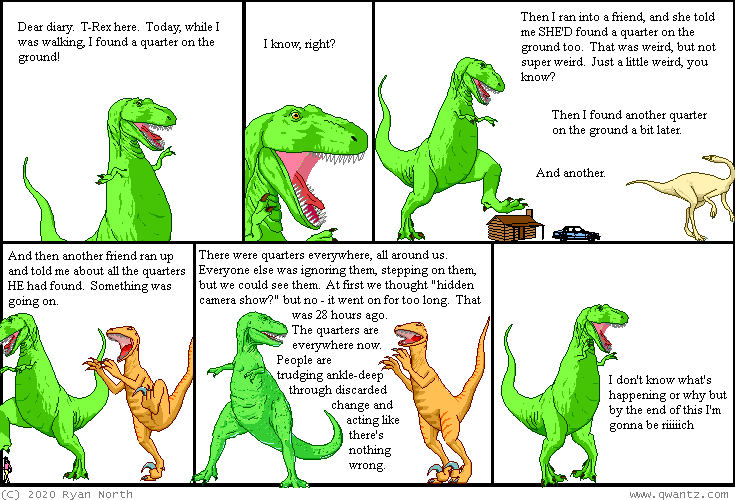 Dear diary.  T-Rex here.  Today, while I
was walking, I found a quarter on the
ground!
I know, right?
Then I ran into a friend, and she told
me SHE'D found a quarter on the
ground too.  That was weird, but not
super weird.  Just a little weird, you
know?
Then I found another quarter
on the ground a bit later.
And another.
And then another friend ran up
and told me about all the quarters
HE had found.  Something was
going on.
There were quarters everywhere, all around us.
Everyone else was ignoring them, stepping on them,
but we could see them.  At first we thought "hidden
camera show?" but no - it went on for too long.  That
was 28 hours ago.
The quarters are
everywhere now.
People are
trudging ankle-deep
through discarded
change and
acting like
there's
nothing
wrong.
I don't know what's
happening or why but
by the end of this I'm
gonna be riiiiich
(C) 2020 Ryan North
www.qwantz.com